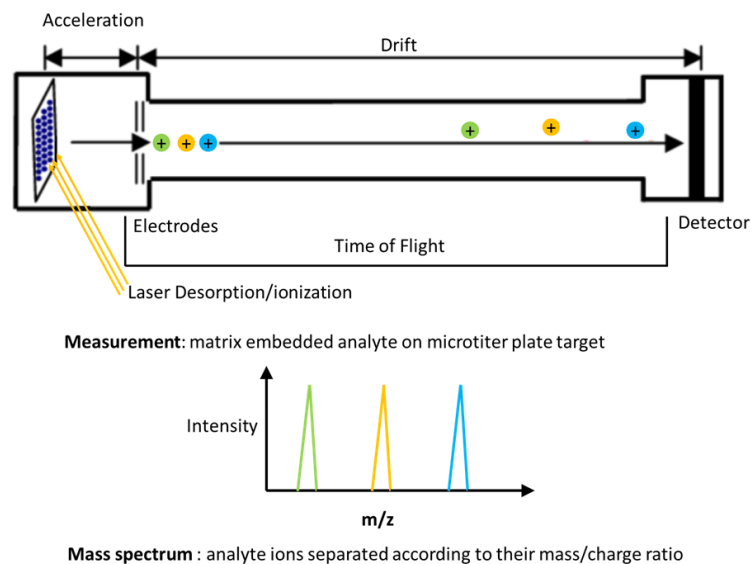 Acceleration
Drift
+ + + + + +
Electrodes
Detector
Time of Flight
Laser Desorption/ionization
Measurement: matrix embedded analyte on microtiter plate target
Intensity
m/z
Mass spectrum : analyte ions separated according to their mass/charge ratio